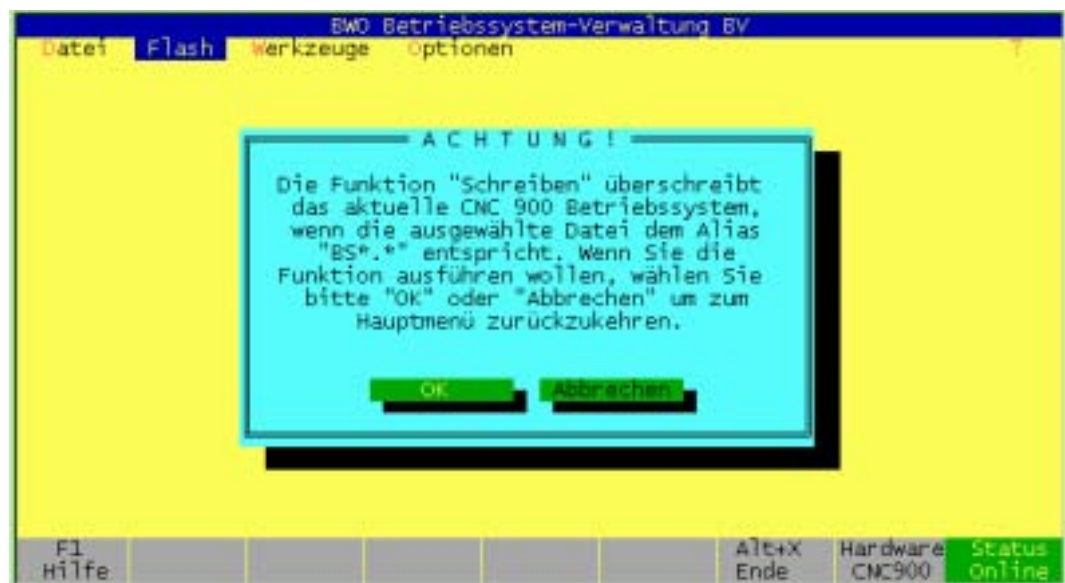 BWO Betriebssystem-Verwaltung BV
Datei Flash Werkzeuge Optionen ?
A C H T U N G !
Die Funktion "Schreiben" überschreibt
das aktuelle CNC 900 Betriebssystem,
wenn die ausgewählte Datei dem Alias
"BS*.*" entspricht. Wenn Sie die
Funktion ausführen wollen, wählen Sie
bitte "OK" oder "Abbrechen" um zum
Hauptmenü zurückzukehren.
OK Abbrechen
F1 Alt+X Hardware Status
Hilfe Ende CNC900 Online